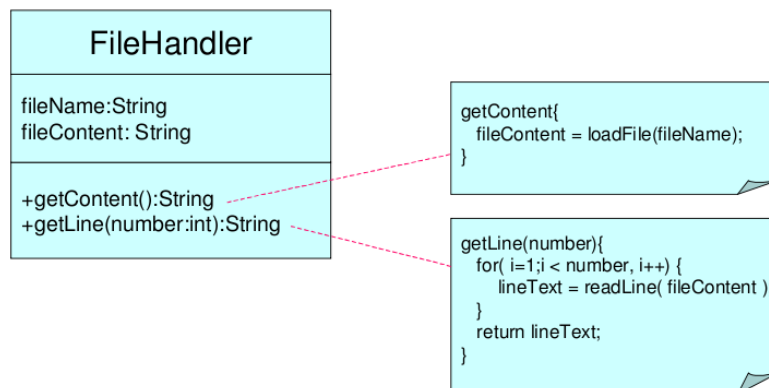 FileHandler
fileName:String
fileContent: String
+getContent():String
+getLine(number:int):String
getContent{
fileContent = loadFile(fileName);
}
getLine(number){
for( i=1;i < number, i++) {
lineText = readLine( fileContent )
}
return lineText;
}